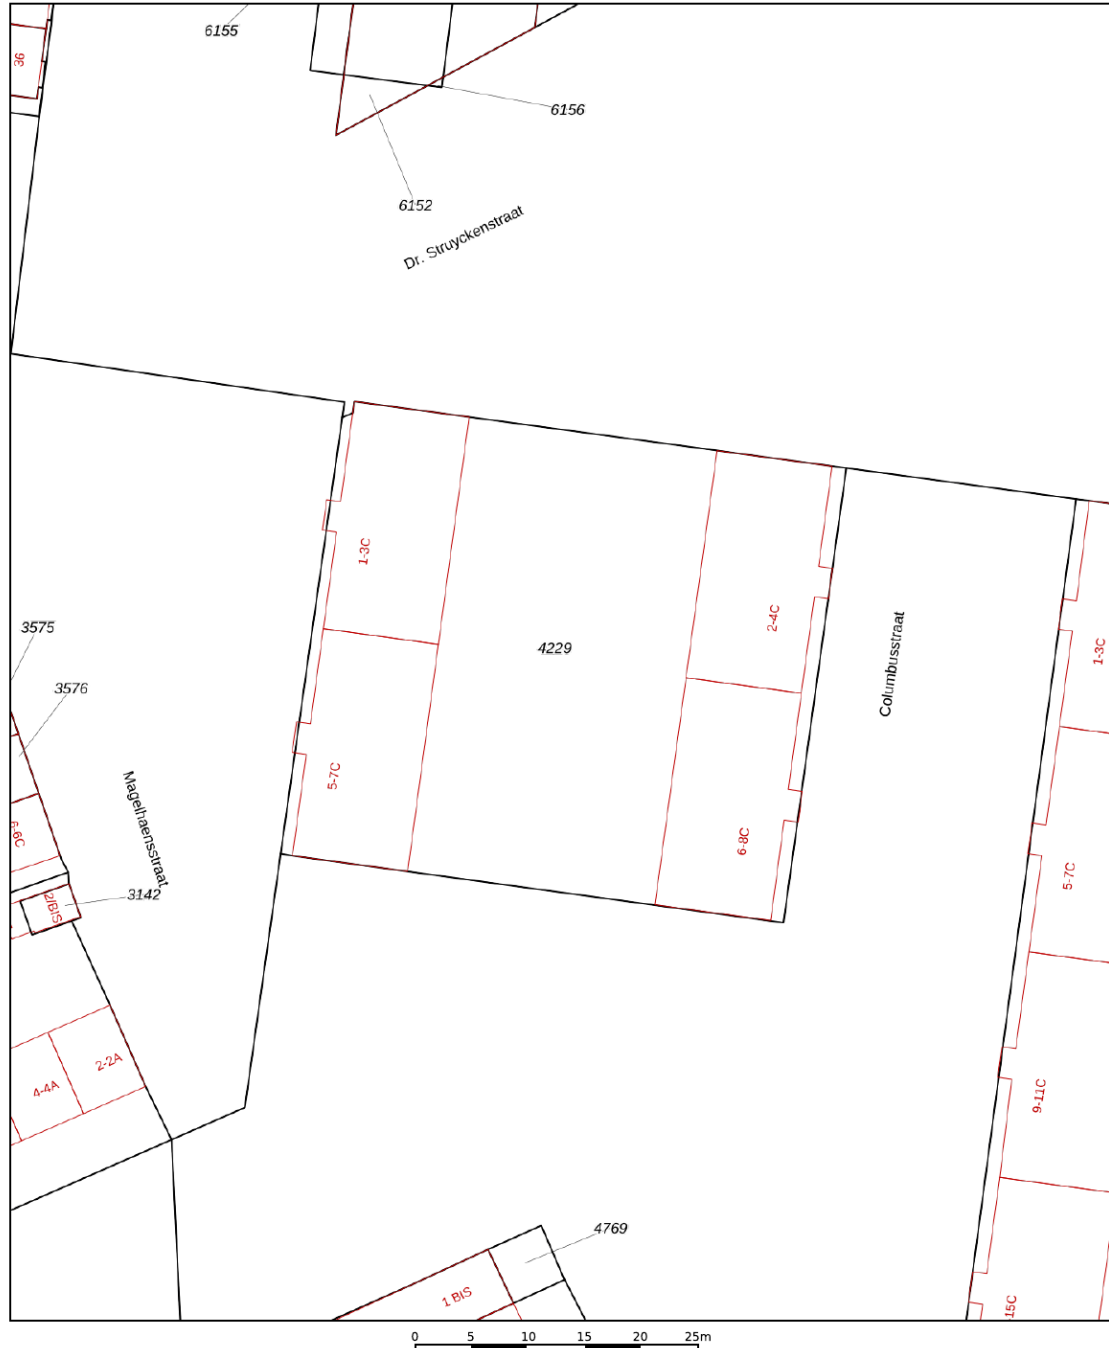 6155
36
6156
6152
Dr. Struyckenstraat
1-3C
2-4C
4229
Columbusstraat
1-3C
3575
3576
5-7C
Magelhaensstraat
6-6C
6-8C
5-7C
2/BIS
3142
2-2A
4-4A
9-11C
4769
1 BIS
15C
0 5 10 15 20 25m